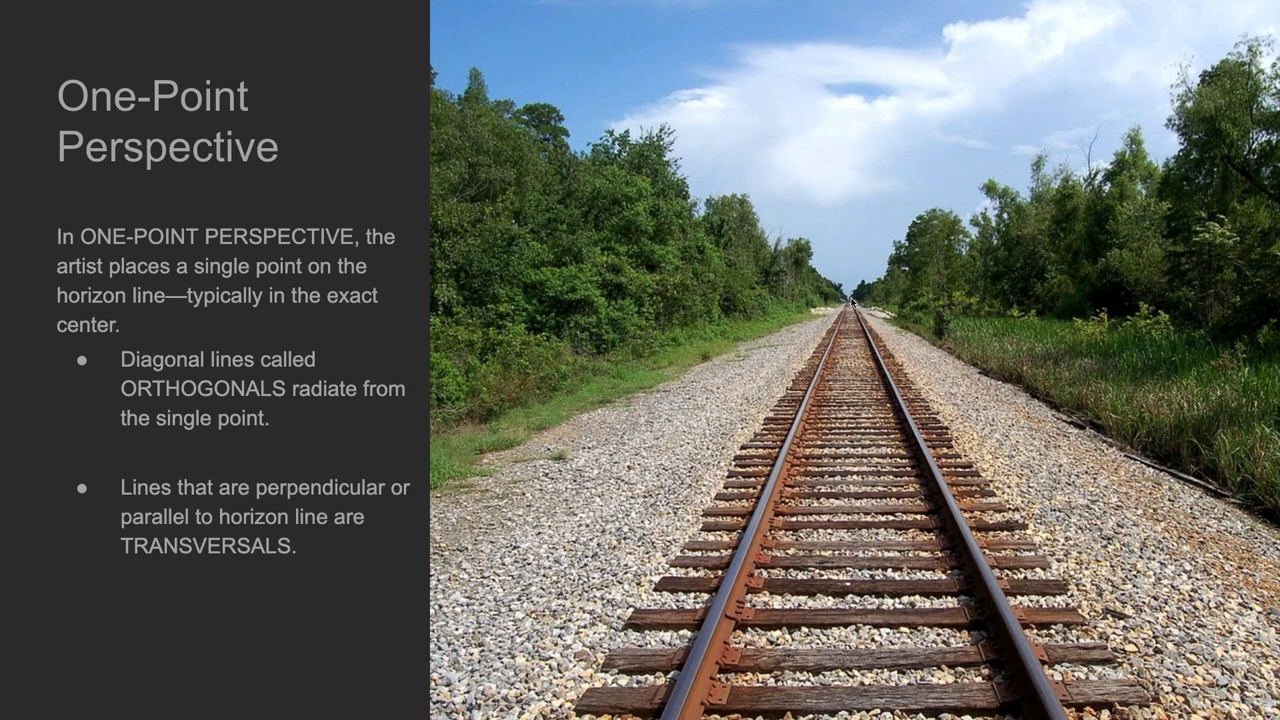 One-Point
Perspective
In ONE-POINT PERSPECTIVE, the
artist places a single point on the
horizon line—typically in the exact
center.
● Diagonal lines called
ORTHOGONALS radiate from
the single point.
● Lines that are perpendicular or
parallel to horizon line are
TRANSVERSALS.